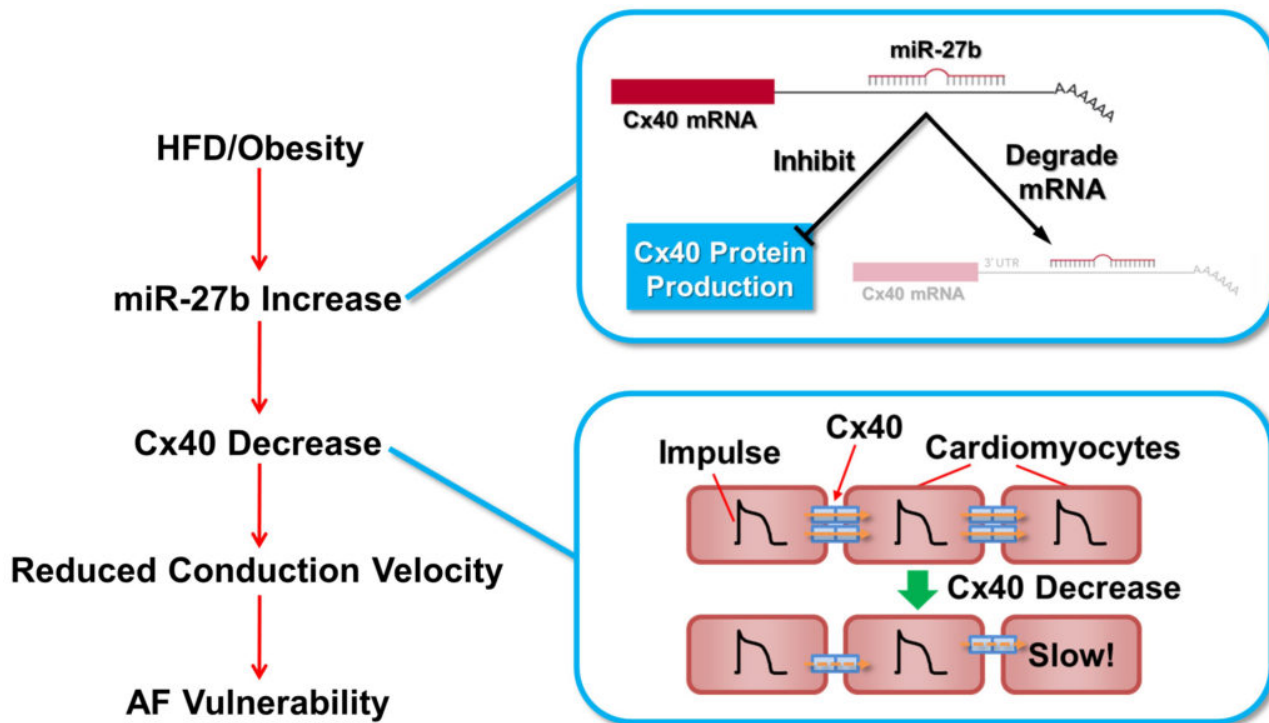 HFD/Obesity
miR-27b Increase
Cx40 Decrease
Reduced Conduction Velocity
AF Vulnerability
miR-27b
AAAAAA
Cx40 mRNA
Inhibit
Degrade
mRNA
Cx40 Protein
Production
3' UTR
AAAAAA
Cx40 mRNA
Cx40
Impulse
Cardiomyocytes
Cx40 Decrease
Slow!